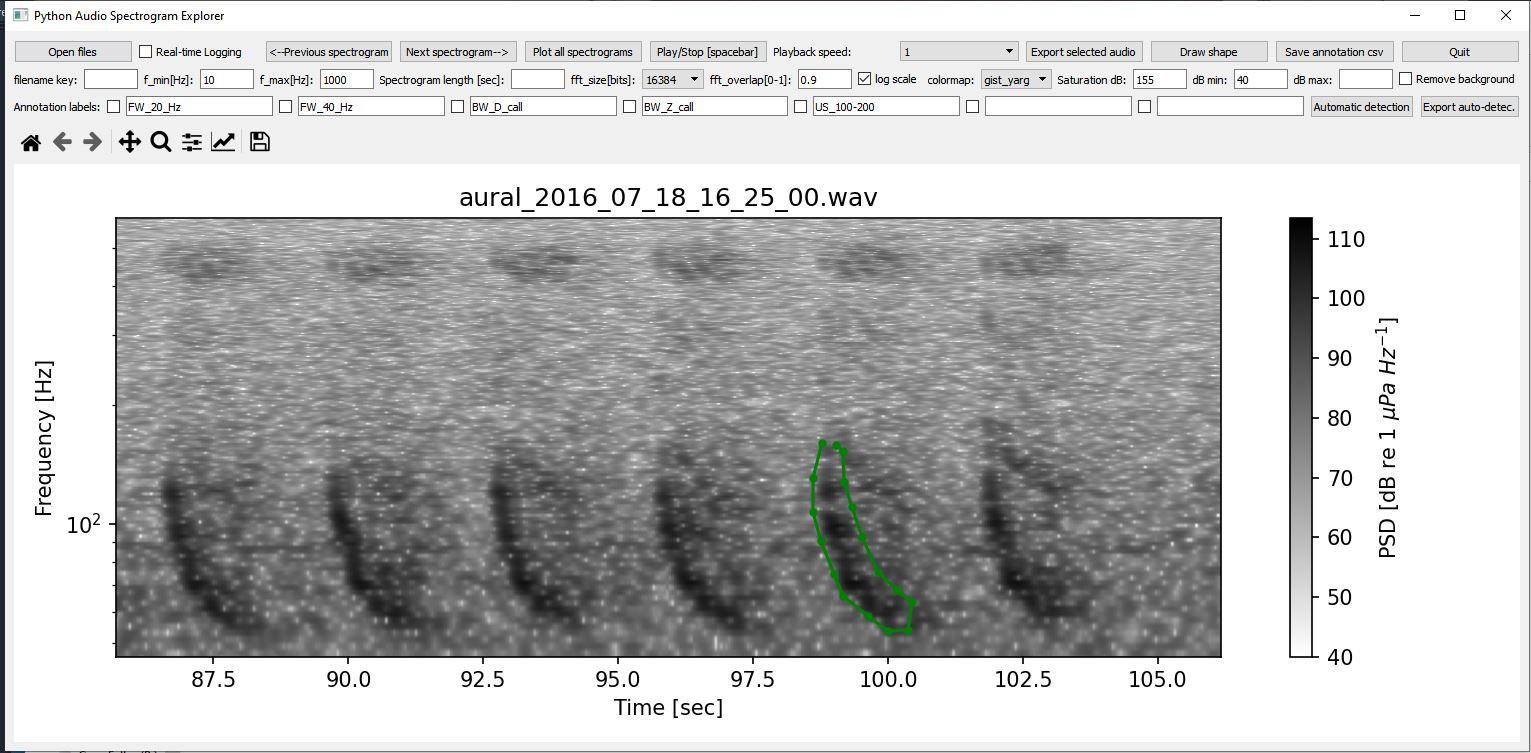 Python Audio Spectrogram Explorer
Open files Real-time Logging <--Previous spectrogram Next spectrogram--> Plot all spectrograms Play/Stop [spacebar] Playback speed: 1 Export selected audio Draw shape Save annotation csv Quit
filename key: f_min[Hz]: 10 f_max[Hz]: 1000 Spectrogram length [sec]: fft_size[bits]: 16384 fft_overlap[0-1]: 0.9 log scale colormap: gist_yarg Saturation dB: 155 dB min: 40 dB max: Remove background
Annotation labels: FW_20_Hz FW_40_Hz BW_D_call BW_Z_call US_100-200 Automatic detection Export auto-detec.
aural_2016_07_18_16_25_00.wav
Frequency [Hz]
10²
87.5 90.0 92.5 95.0 97.5 100.0 102.5 105.0
Time [sec]
110
100
90
80
70
60
50
40
PSD [dB re 1 μPa Hz⁻¹]